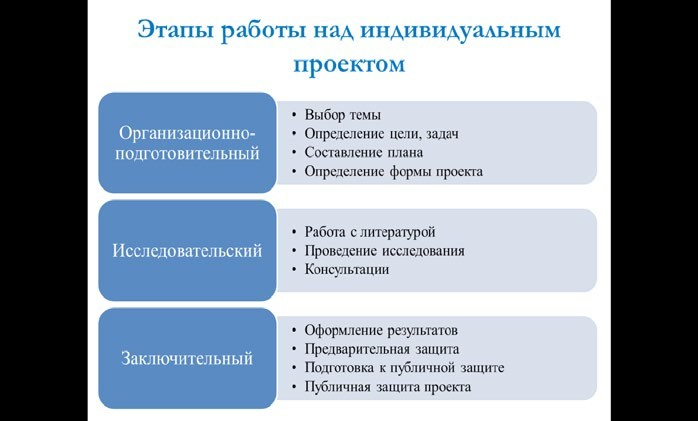 Этапы работы над индивидуальным
проектом
Организационно-
подготовительный
• Выбор темы
• Определение цели, задач
• Составление плана
• Определение формы проекта
Исследовательский
• Работа с литературой
• Проведение исследования
• Консультации
Заключительный
• Оформление результатов
• Предварительная защита
• Подготовка к публичной защите
• Публичная защита проекта